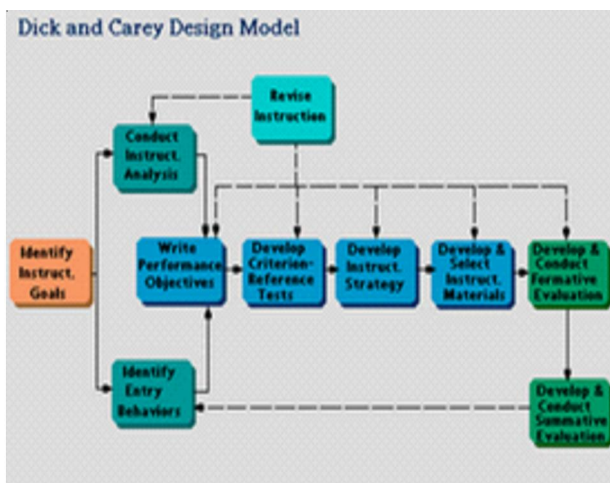 Dick and Carey Design Model
Revise
Instruction
Conduct
Instruct.
Analysis
Identify
Instruct.
Goals
Write
Performance
Objectives
Develop
Criterion-
Reference
Tests
Develop
Instruct.
Strategy
Develop &
Select
Instruct.
Materials
Develop &
Conduct
Formative
Evaluation
Identify
Entry
Behaviors
Develop &
Conduct
Summative
Evaluation